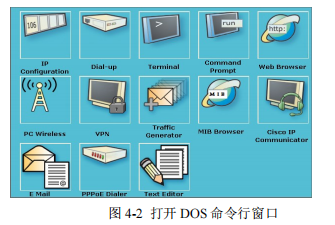 106
run
http:
IP Configuration
Dial-up
Terminal
Command Prompt
Web Browser
MIB
PC Wireless
VPN
Traffic Generator
MIB Browser
Cisco IP Communicator
E Mail
PPPoE Dialer
Text Editor
图 4-2 打开 DOS 命令行窗口